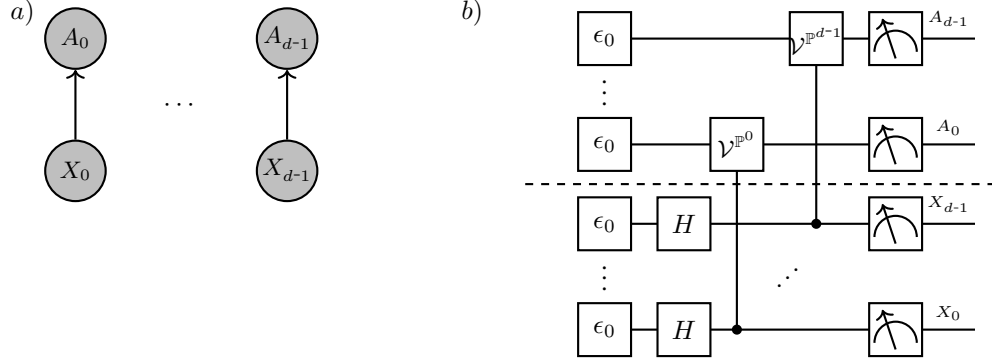 a)
A_0
A_{d-1}
...
X_0
X_{d-1}
b)
ϵ_0
𝒱^{ℙ^{d-1}}
A_{d-1}
⋮
ϵ_0
𝒱^{ℙ^0}
A_0
ϵ_0
H
X_{d-1}
⋮
⋰
ϵ_0
H
X_0